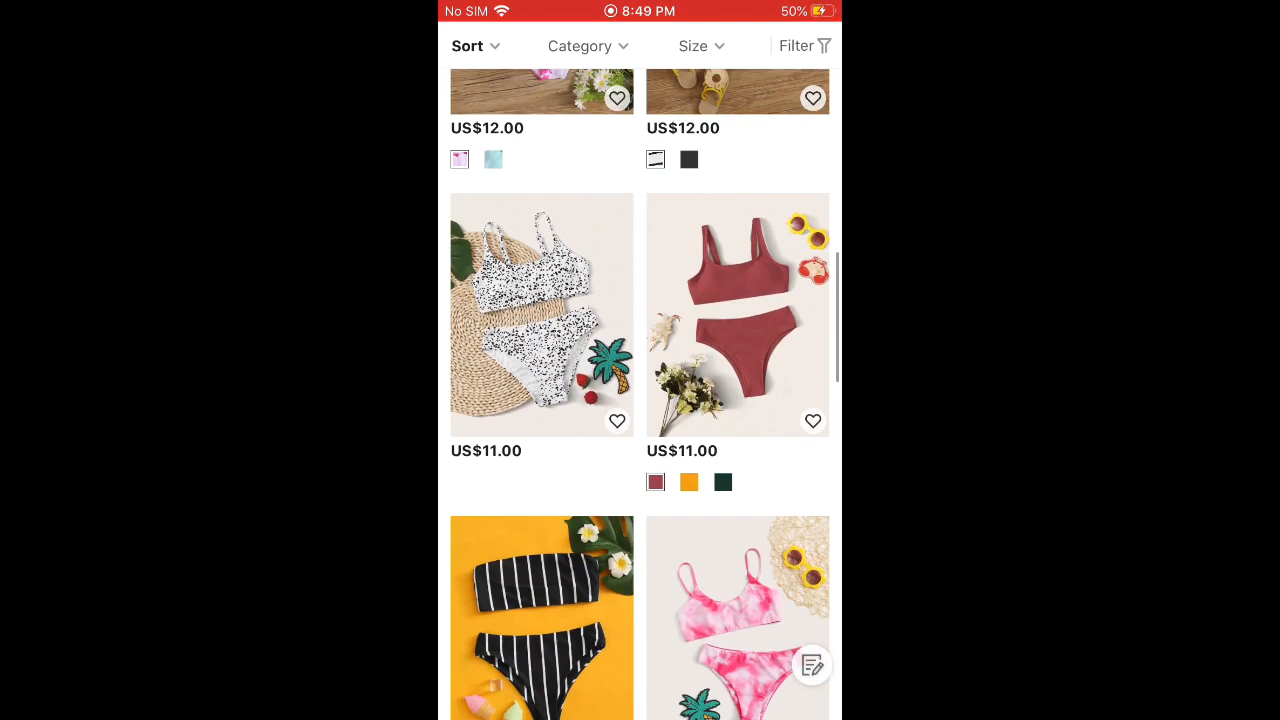 No SIM 8:49 PM 50%
Sort Category Size Filter
US$12.00 US$12.00
US$11.00 US$11.00